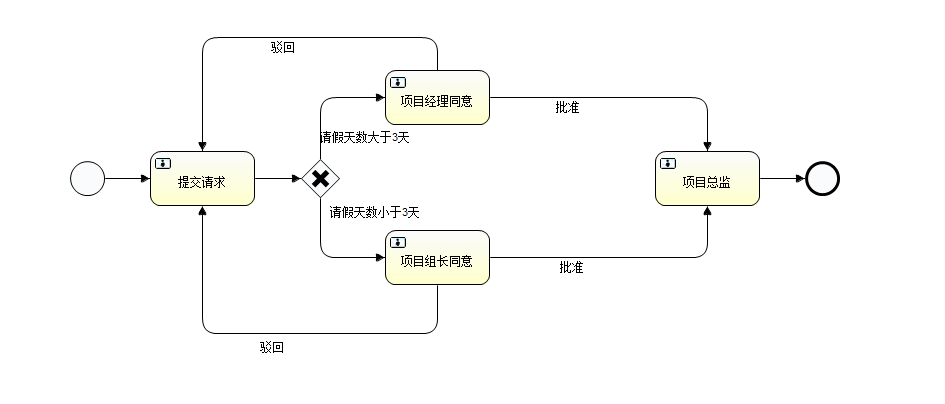 驳回
项目经理同意
批准
请假天数大于3天
提交请求
项目总监
请假天数小于3天
项目组长同意
批准
驳回